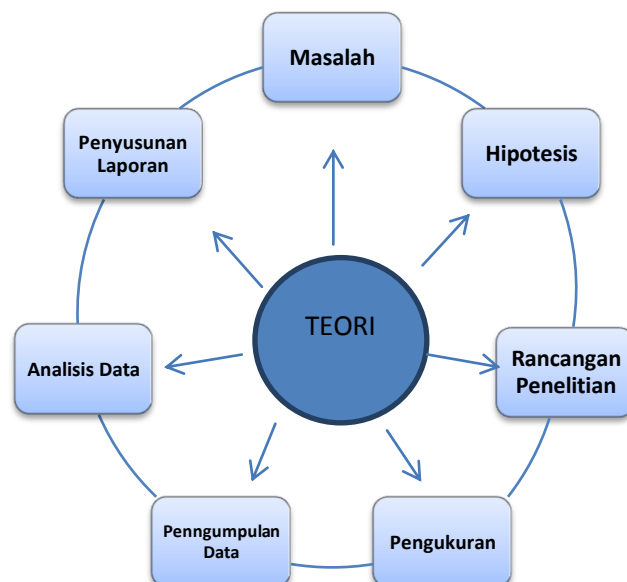 Masalah
Hipotesis
Rancangan
Penelitian
Pengukuran
Penngumpulan
Data
Analisis Data
Penyusunan
Laporan
TEORI